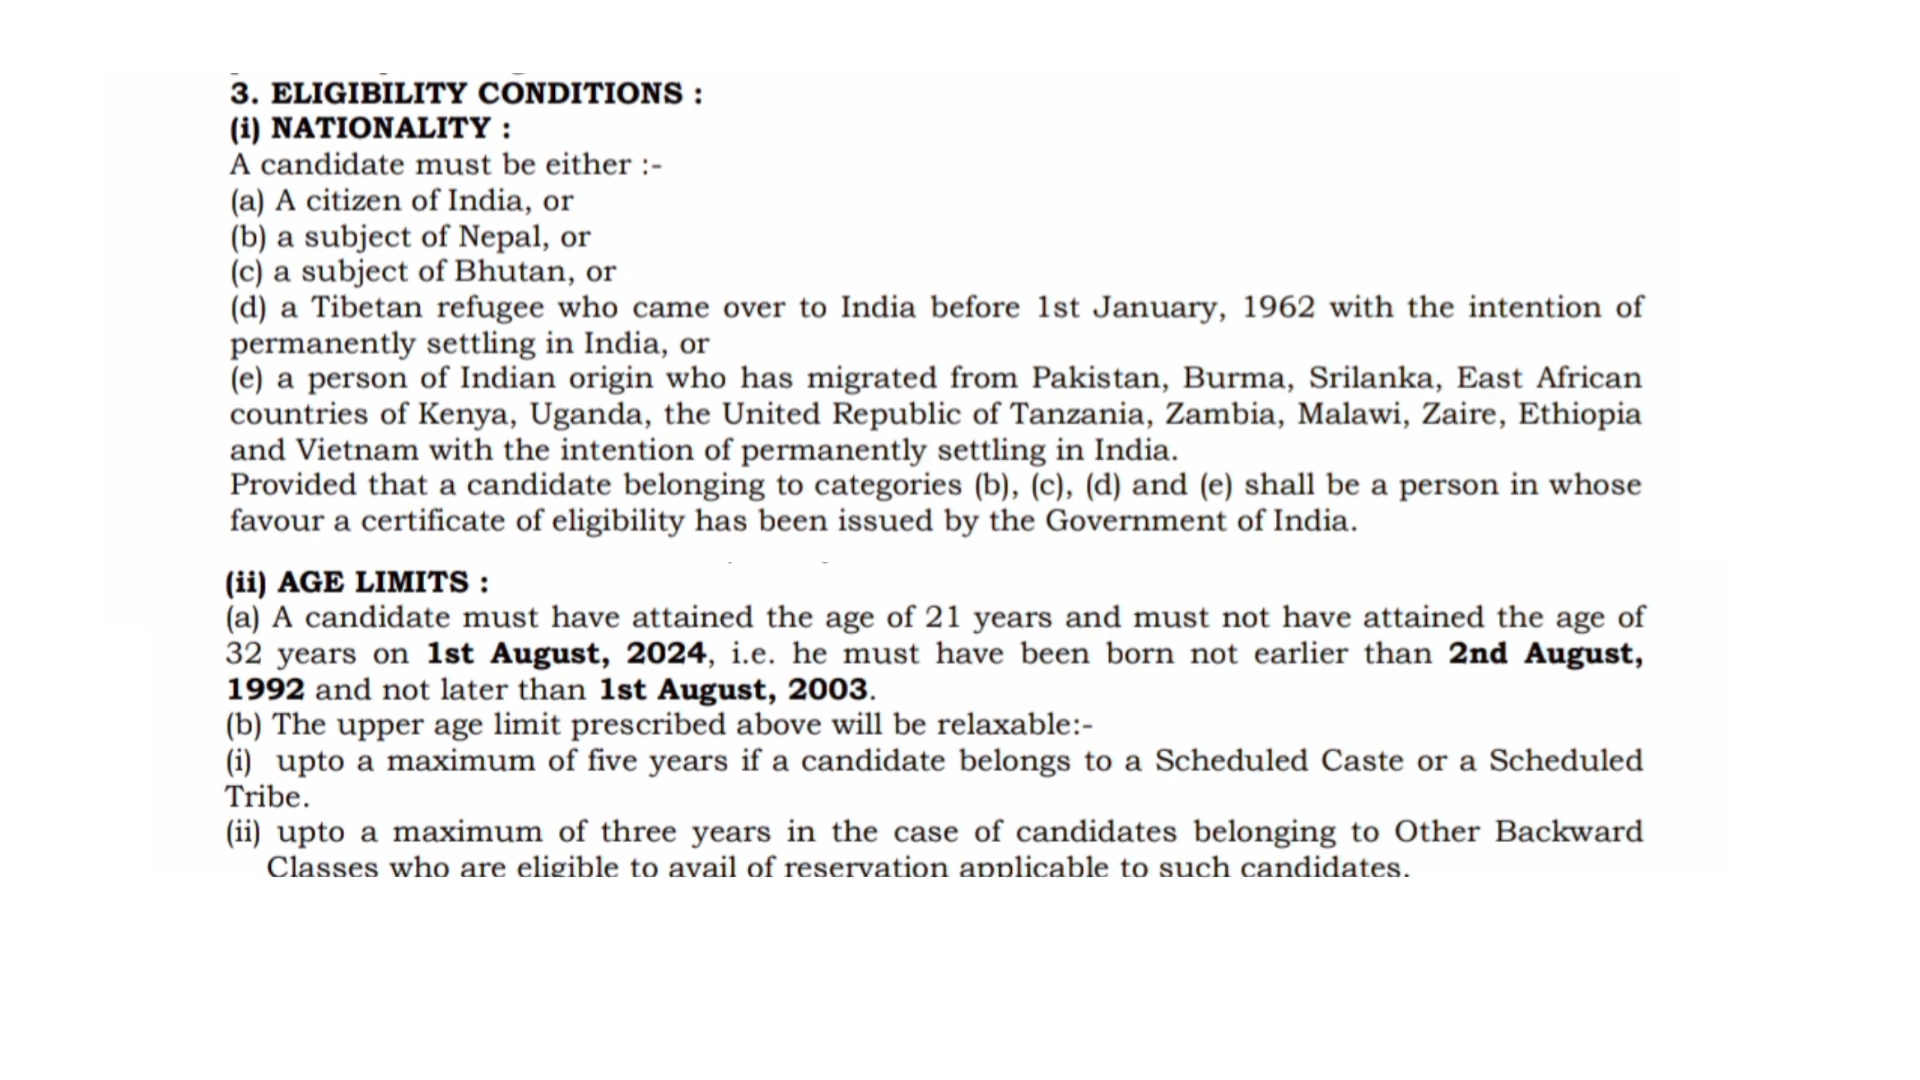 3. ELIGIBILITY CONDITIONS :
(i) NATIONALITY :
A candidate must be either :-
(a) A citizen of India, or
(b) a subject of Nepal, or
(c) a subject of Bhutan, or
(d) a Tibetan refugee who came over to India before 1st January, 1962 with the intention of
permanently settling in India, or
(e) a person of Indian origin who has migrated from Pakistan, Burma, Srilanka, East African
countries of Kenya, Uganda, the United Republic of Tanzania, Zambia, Malawi, Zaire, Ethiopia
and Vietnam with the intention of permanently settling in India.
Provided that a candidate belonging to categories (b), (c), (d) and (e) shall be a person in whose
favour a certificate of eligibility has been issued by the Government of India.
(ii) AGE LIMITS :
(a) A candidate must have attained the age of 21 years and must not have attained the age of
32 years on 1st August, 2024, i.e. he must have been born not earlier than 2nd August,
1992 and not later than 1st August, 2003.
(b) The upper age limit prescribed above will be relaxable:-
(i) upto a maximum of five years if a candidate belongs to a Scheduled Caste or a Scheduled
Tribe.
(ii) upto a maximum of three years in the case of candidates belonging to Other Backward
Classes who are eligible to avail of reservation applicable to such candidates.